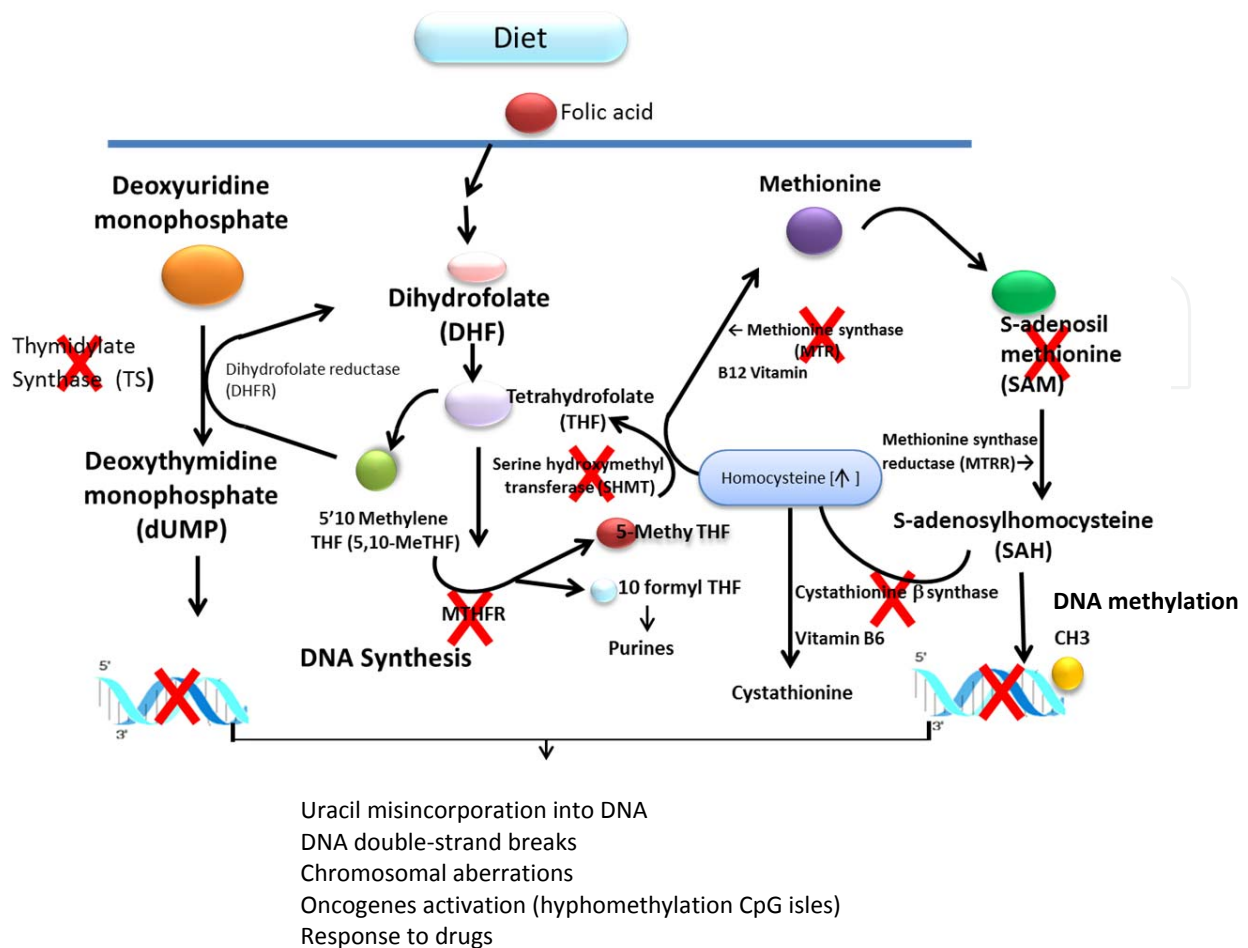 Diet
Folic acid
Deoxyuridine
monophosphate
Methionine
Dihydrofolate
(DHF)
Thymidylate
Synthase (TS)
Dihydrofolate reductase
(DHFR)
← Methionine synthase
(MTR)
B12 Vitamin
S-adenosil
methionine
(SAM)
Tetrahydrofolate
(THF)
Serine hydroxymethyl
transferase (SHMT)
Methionine synthase
reductase (MTRR)→
Homocysteine [↑ ]
Deoxythymidine
monophosphate
(dUMP)
5’10 Methylene
THF (5,10-MeTHF)
5-Methy THF
S-adenosylhomocysteine
(SAH)
10 formyl THF
MTHFR
Cystathionine β synthase
DNA methylation
CH3
Purines
Vitamin B6
DNA Synthesis
Cystathionine
5'
3'
5'
3'
Uracil misincorporation into DNA
DNA double-strand breaks
Chromosomal aberrations
Oncogenes activation (hyphomethylation CpG isles)
Response to drugs